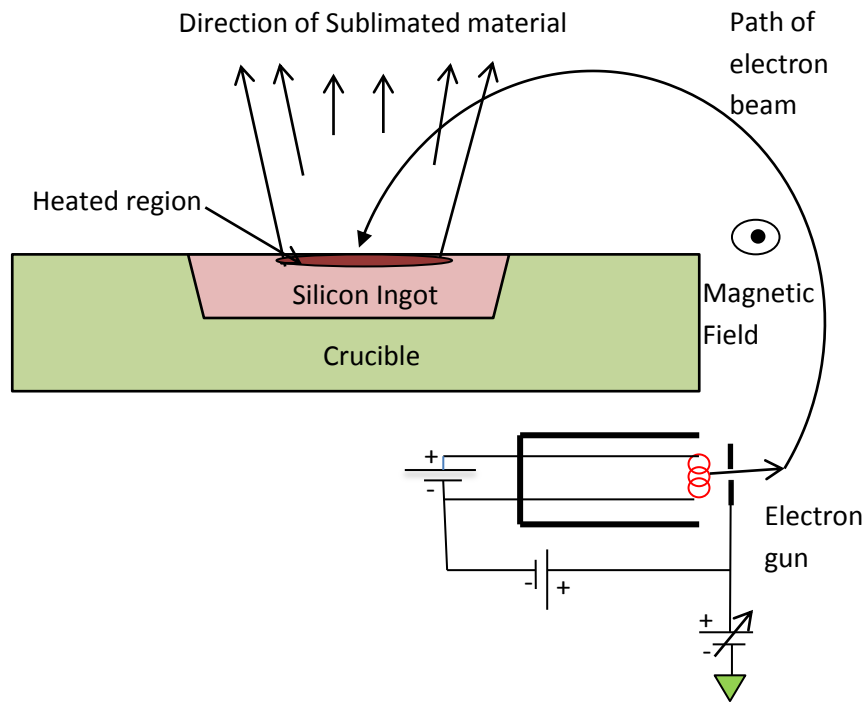 Direction of Sublimated material
Path of
electron
beam
Heated region
Silicon Ingot
Magnetic
Field
Crucible
+
-
Electron
gun
-
+
+
-